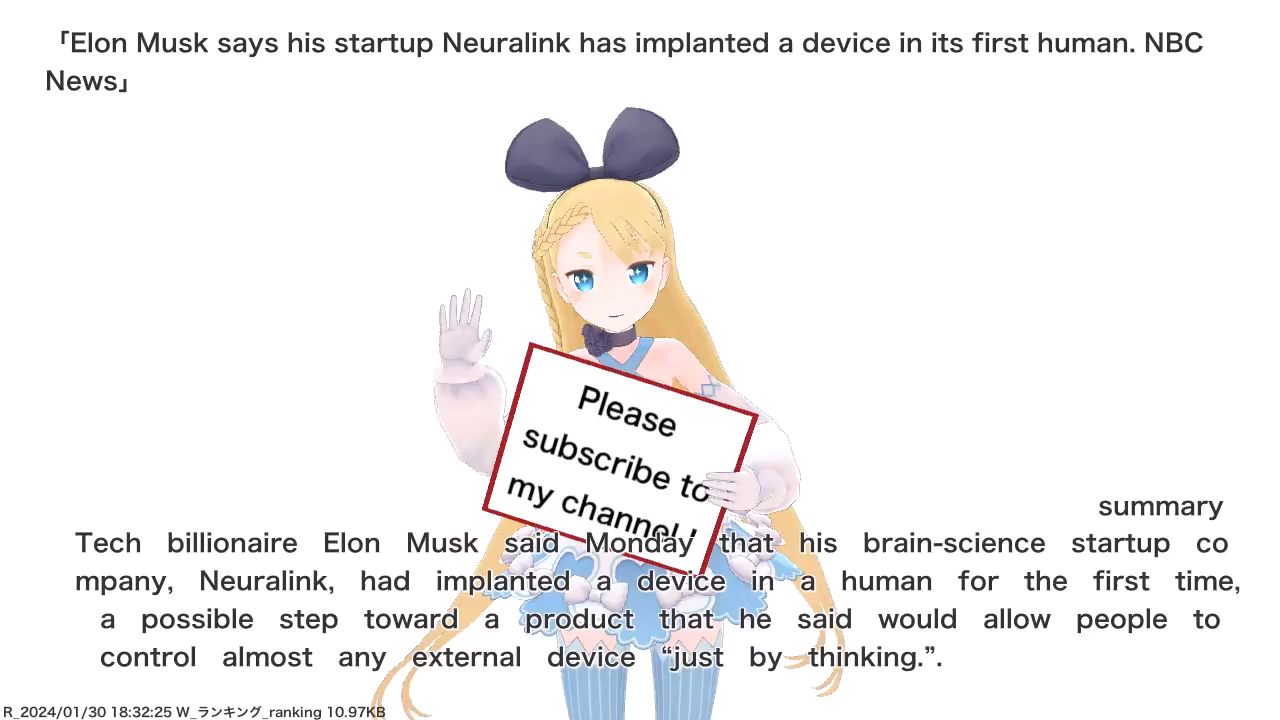 「Elon Musk says his startup Neuralink has implanted a device in its first human. NBC
News」
Please
subscribe to
my channel!
summary
Tech billionaire Elon Musk said Monday that his brain-science startup co
mpany, Neuralink, had implanted a device in a human for the first time,
a possible step toward a product that he said would allow people to
control almost any external device “just by thinking.”.
R_2024/01/30 18:32:25 W_ランキング_ranking 10.97KB